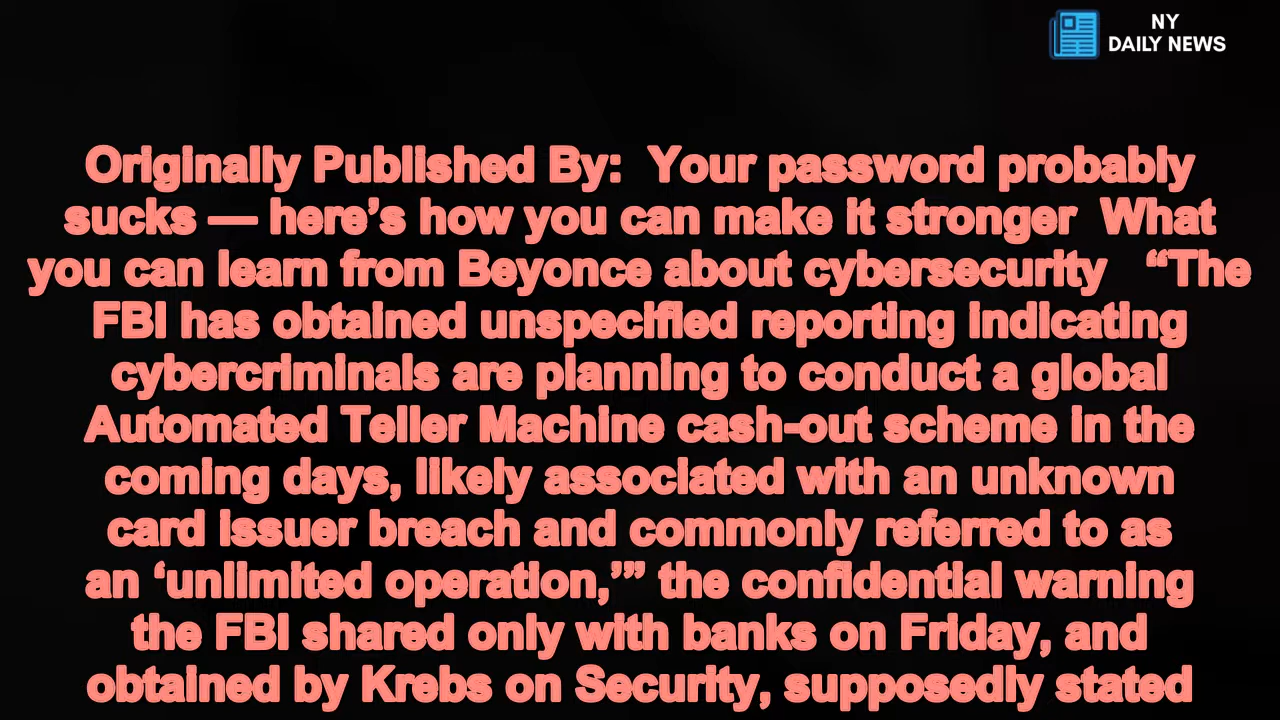 NY
DAILY NEWS
Originally Published By:  Your password probably
sucks — here’s how you can make it stronger  What
you can learn from Beyonce about cybersecurity   “The
FBI has obtained unspecified reporting indicating
cybercriminals are planning to conduct a global
Automated Teller Machine cash-out scheme in the
coming days, likely associated with an unknown
card issuer breach and commonly referred to as
an ‘unlimited operation,’” the confidential warning
the FBI shared only with banks on Friday, and
obtained by Krebs on Security, supposedly stated